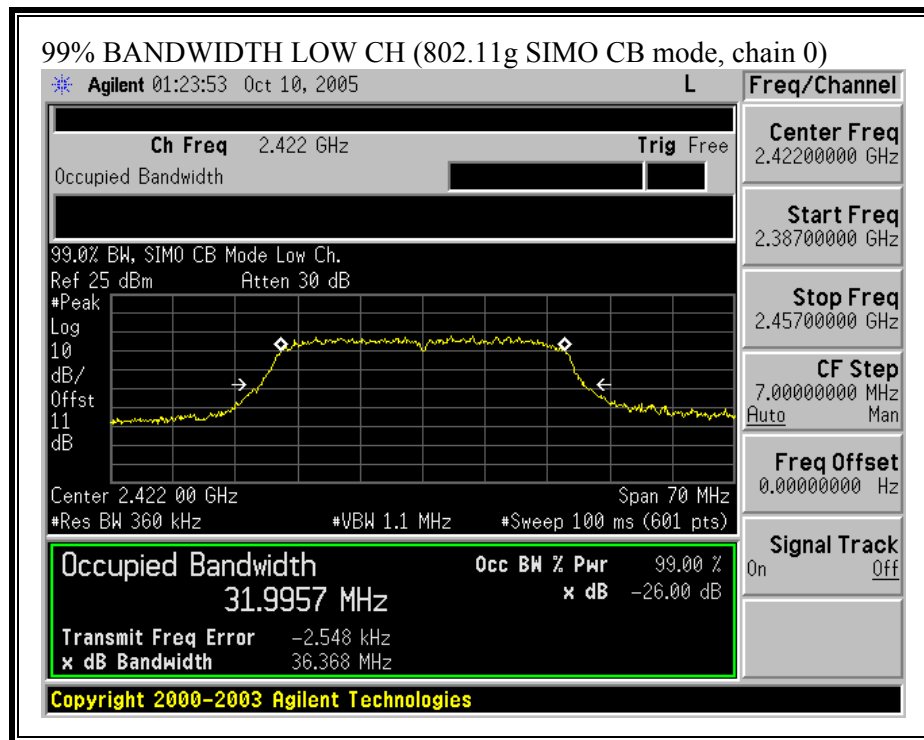 99% BANDWIDTH LOW CH (802.11g SIMO CB mode, chain 0)
Agilent 01:23:53 Oct 10, 2005 L
Freq/Channel
Ch Freq 2.422 GHz Trig Free
Occupied Bandwidth
Center Freq
2.42200000 GHz
Start Freq
2.38700000 GHz
Stop Freq
2.45700000 GHz
CF Step
7.00000000 MHz
Auto Man
Freq Offset
0.00000000 Hz
Signal Track
On Off
99.0% BW, SIMO CB Mode Low Ch.
Ref 25 dBm Atten 30 dB
#Peak
Log
10
dB/
Offst
11
dB
Center 2.422 00 GHz Span 70 MHz
#Res BW 360 kHz #VBW 1.1 MHz #Sweep 100 ms (601 pts)
Occupied Bandwidth Occ BW % Pwr 99.00 %
31.9957 MHz x dB -26.00 dB
Transmit Freq Error -2.548 kHz
x dB Bandwidth 36.368 MHz
Copyright 2000-2003 Agilent Technologies